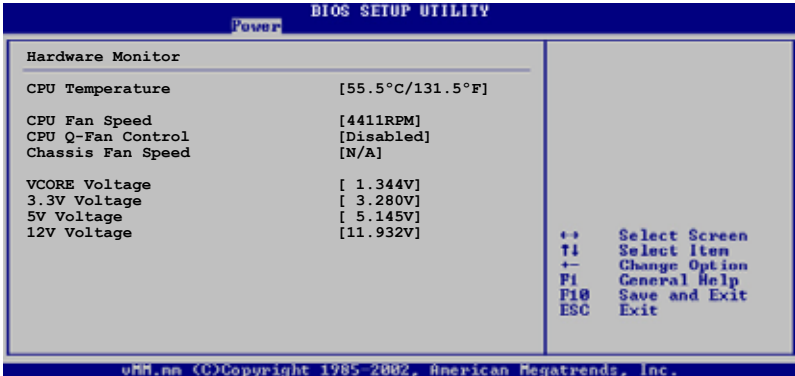 BIOS SETUP UTILITY
Power
Hardware Monitor
CPU Temperature [55.5°C/131.5°F]
CPU Fan Speed [4411RPM]
CPU Q-Fan Control [Disabled]
Chassis Fan Speed [N/A]
VCORE Voltage [ 1.344V]
3.3V Voltage [ 3.280V]
5V Voltage [ 5.145V]
12V Voltage [11.932V]
↔ Select Screen
↑↓ Select Item
+- Change Option
F1 General Help
F10 Save and Exit
ESC Exit
vMM.mm (C)Copyright 1985-2002, American Megatrends, Inc.